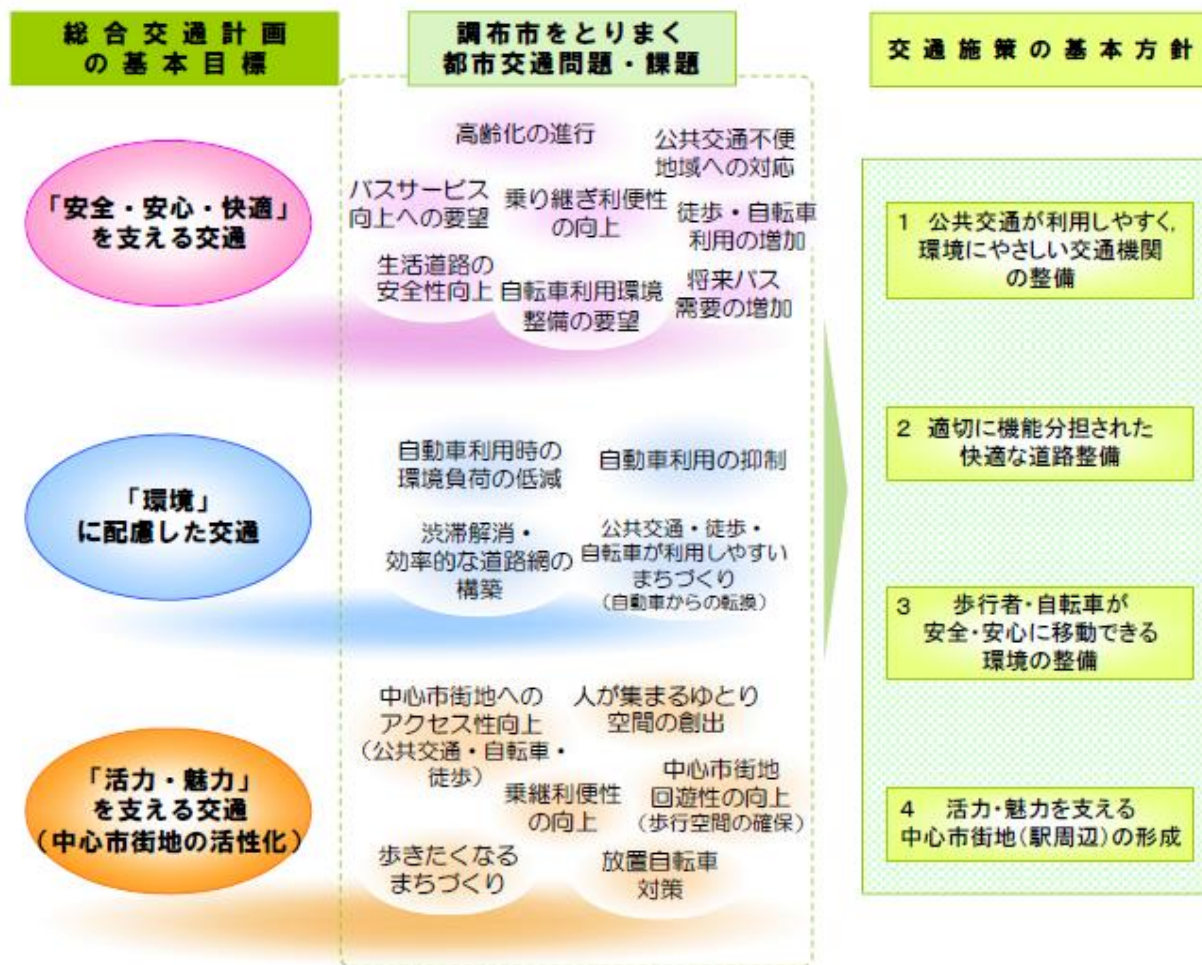 総合交通計画
の基本目標
調布市をとりまく
都市交通問題・課題
交通施策の基本方針
「安全・安心・快適」
を支える交通
高齢化の進行
公共交通不便
地域への対応
バスサービス
向上への要望
乗り継ぎ利便性
の向上
徒歩・自転車
利用の増加
生活道路の
安全性向上
自転車利用環境
整備の要望
将来バス
需要の増加
「環境」
に配慮した交通
自動車利用時の
環境負荷の低減
自動車利用の抑制
渋滞解消・
効率的な道路網の
構築
公共交通・徒歩・
自転車が利用しやすい
まちづくり
（自動車からの転換）
「活力・魅力」
を支える交通
（中心市街地の活性化）
中心市街地への
アクセス性向上
（公共交通・自転車・
徒歩）
人が集まるゆとり
空間の創出
乗継利便性
の向上
中心市街地
回遊性の向上
（歩行空間の確保）
歩きたくなる
まちづくり
放置自転車
対策
1 公共交通が利用しやすく,
環境にやさしい交通機関
の整備
2 適切に機能分担された
快適な道路整備
3 歩行者・自転車が
安全・安心に移動できる
環境の整備
4 活力・魅力を支える
中心市街地（駅周辺）の形成